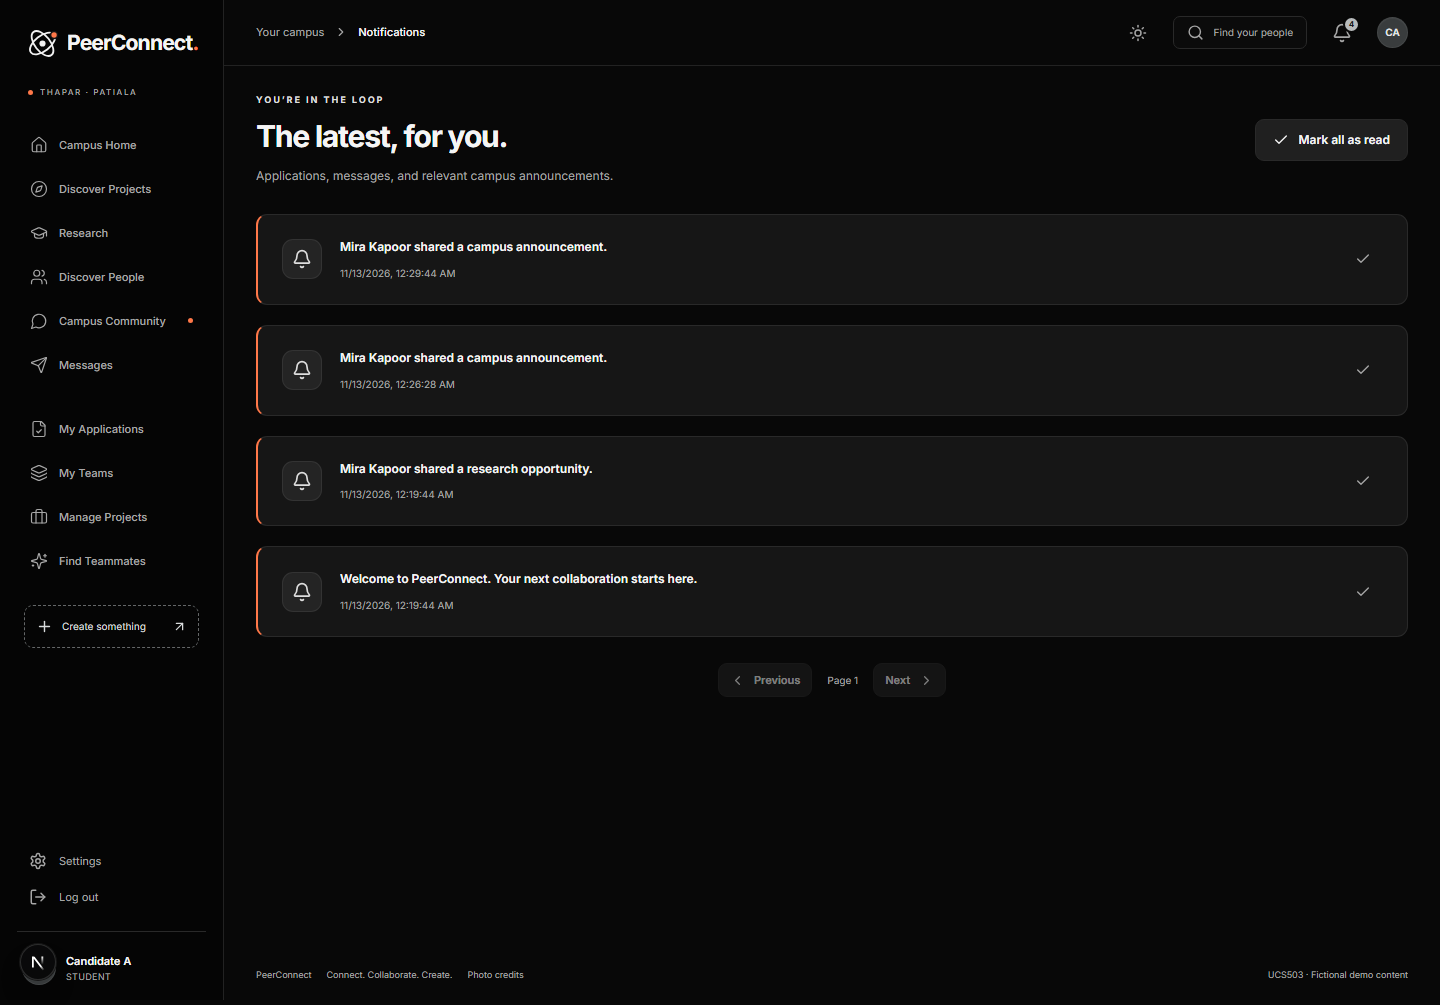 PeerConnect.
THAPAR · PATIALA
Campus Home
Discover Projects
Research
Discover People
Campus Community
Messages
My Applications
My Teams
Manage Projects
Find Teammates
Create something
Settings
Log out
N
Candidate A
STUDENT
Your campus > Notifications
Find your people
4
CA
YOU'RE IN THE LOOP
The latest, for you.
Applications, messages, and relevant campus announcements.
Mark all as read
Mira Kapoor shared a campus announcement.
11/13/2026, 12:29:44 AM
Mira Kapoor shared a campus announcement.
11/13/2026, 12:26:28 AM
Mira Kapoor shared a research opportunity.
11/13/2026, 12:19:44 AM
Welcome to PeerConnect. Your next collaboration starts here.
11/13/2026, 12:19:44 AM
Previous Page 1 Next
PeerConnect Connect. Collaborate. Create. Photo credits
UCS503 · Fictional demo content